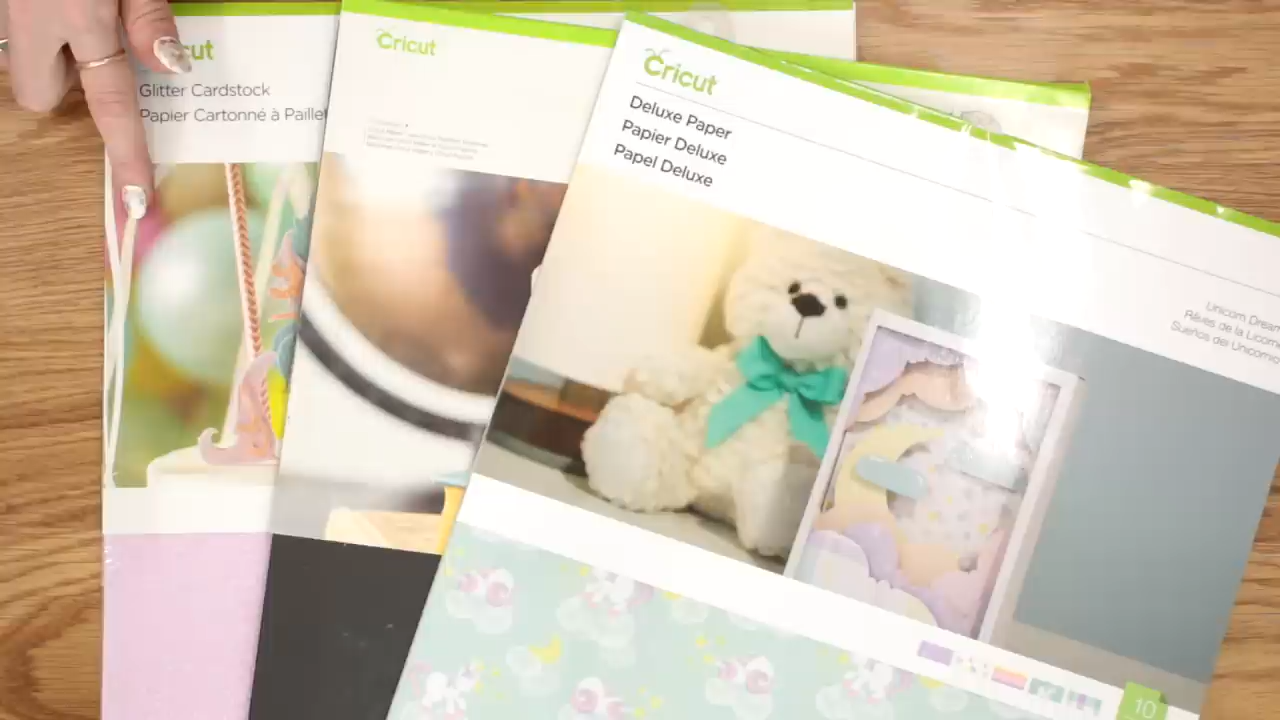 cut
Glitter Cardstock
Papier Cartonné à Paille
Cricut
Cricut
Deluxe Paper
Papier Deluxe
Papel Deluxe
Unicorn Dream
Rêves de la Licorne
Sueños del Unicornio
10